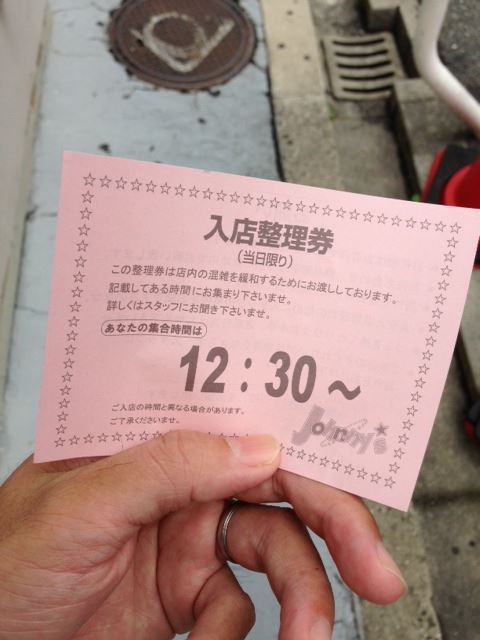 入店整理券
(当日限り)
この整理券は店内の混雑を緩和するためにお渡ししております。
記載してある時間にお集まり下さいませ。
詳しくはスタッフにお聞き下さいませ。
あなたの集合時間は
12:30～
ご入店の時間と異なる場合があります。
ご了承くださいませ。
Johnny's